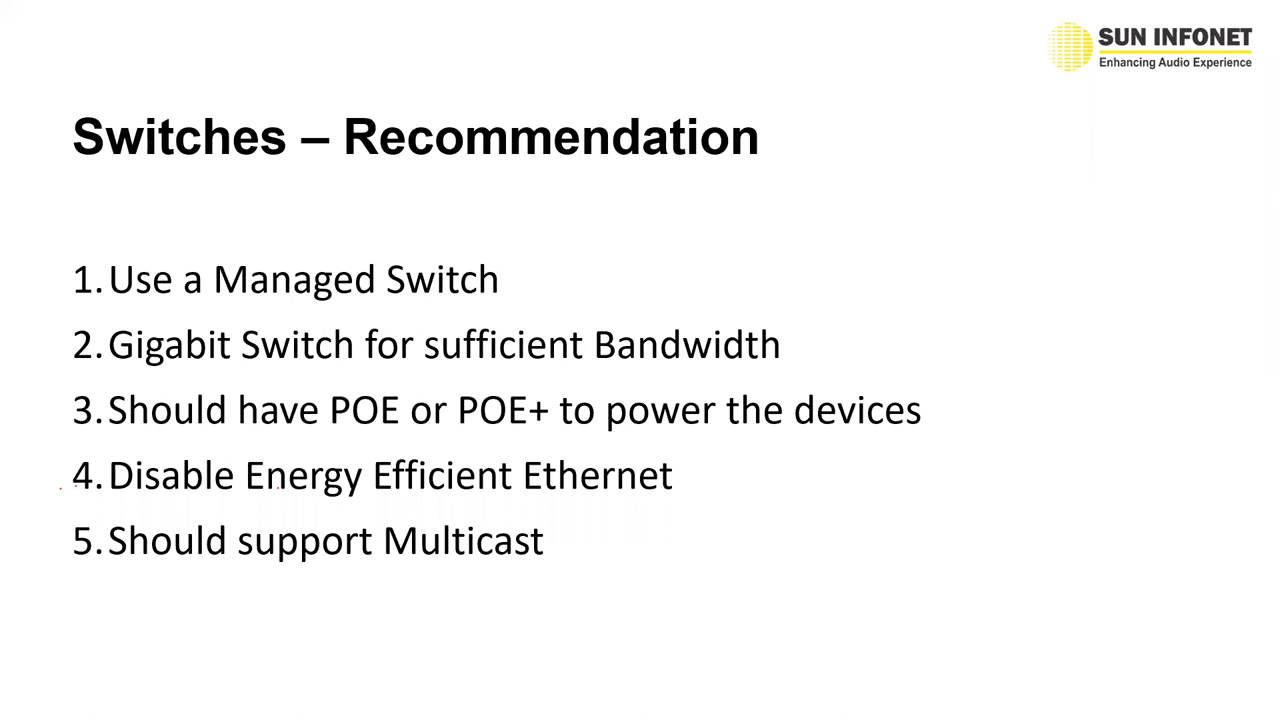 SUN INFONET
Enhancing Audio Experience
Switches – Recommendation
1. Use a Managed Switch
2. Gigabit Switch for sufficient Bandwidth
3. Should have POE or POE+ to power the devices
4. Disable Energy Efficient Ethernet
5. Should support Multicast